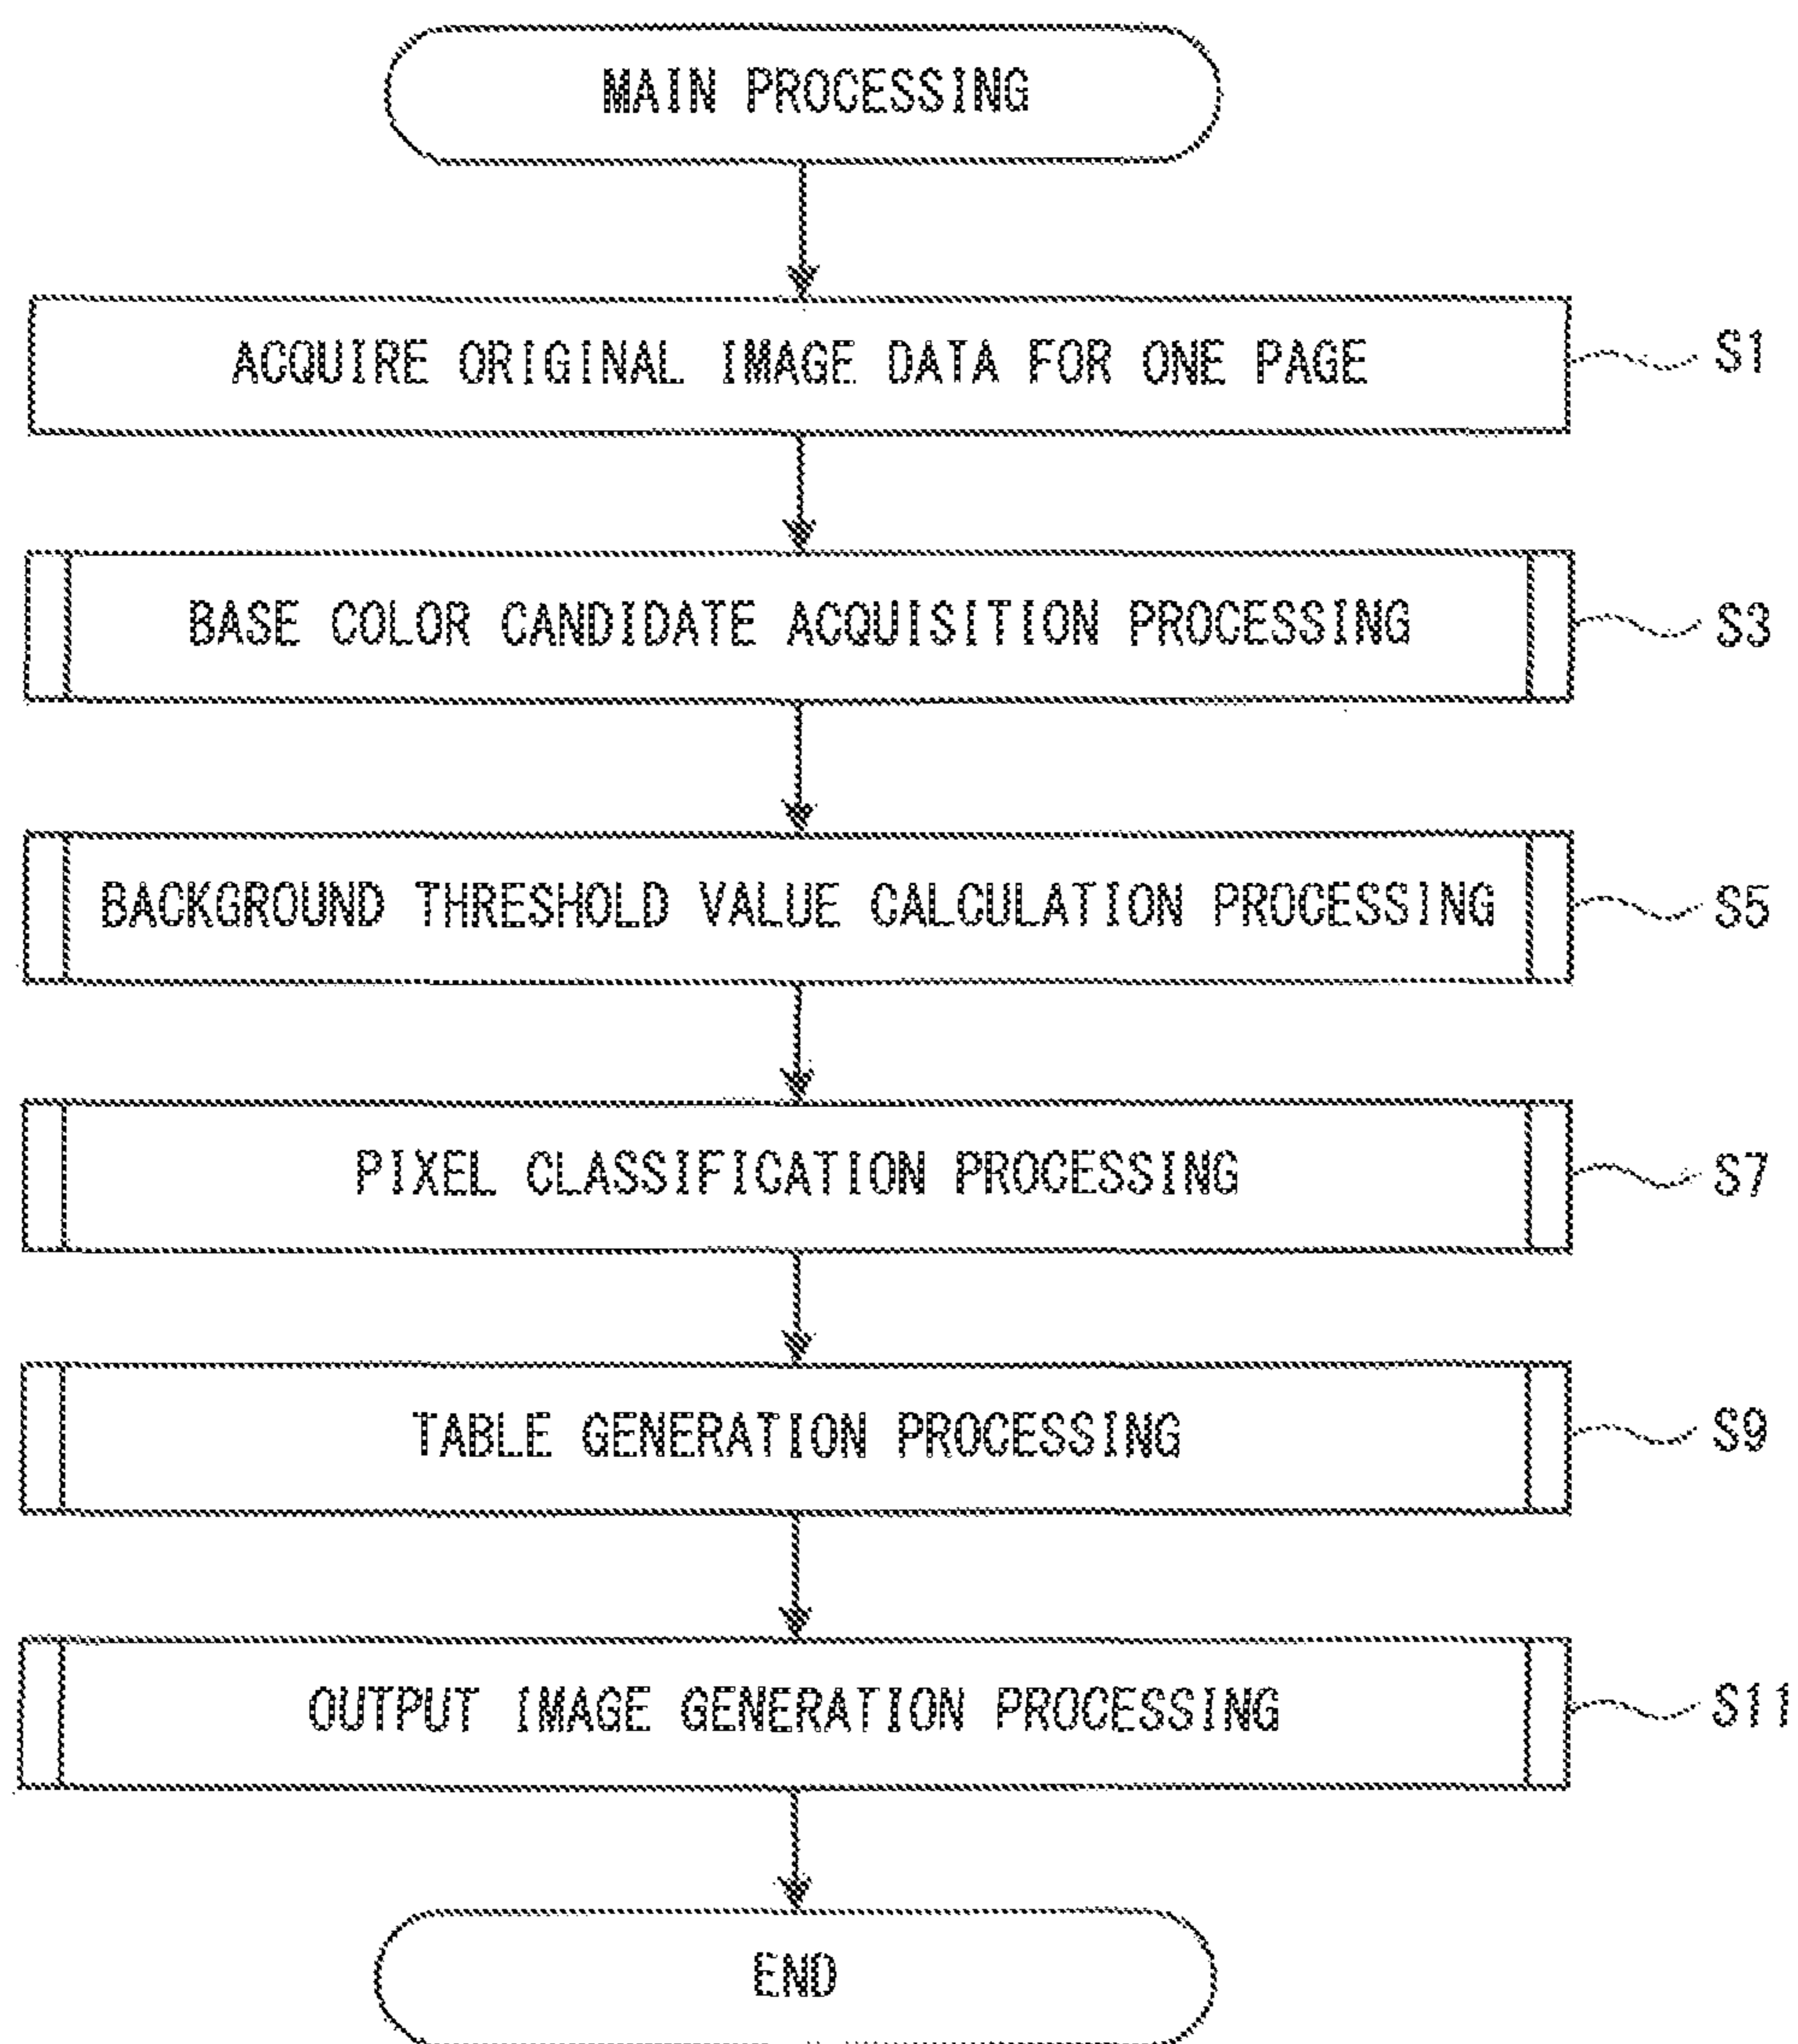 MAIN PROCESSING
ACQUIRE ORIGINAL IMAGE DATA FOR ONE PAGE S1
BASE COLOR CANDIDATE ACQUISITION PROCESSING S3
BACKGROUND THRESHOLD VALUE CALCULATION PROCESSING S5
PIXEL CLASSIFICATION PROCESSING S7
TABLE GENERATION PROCESSING S9
OUTPUT IMAGE GENERATION PROCESSING S11
END